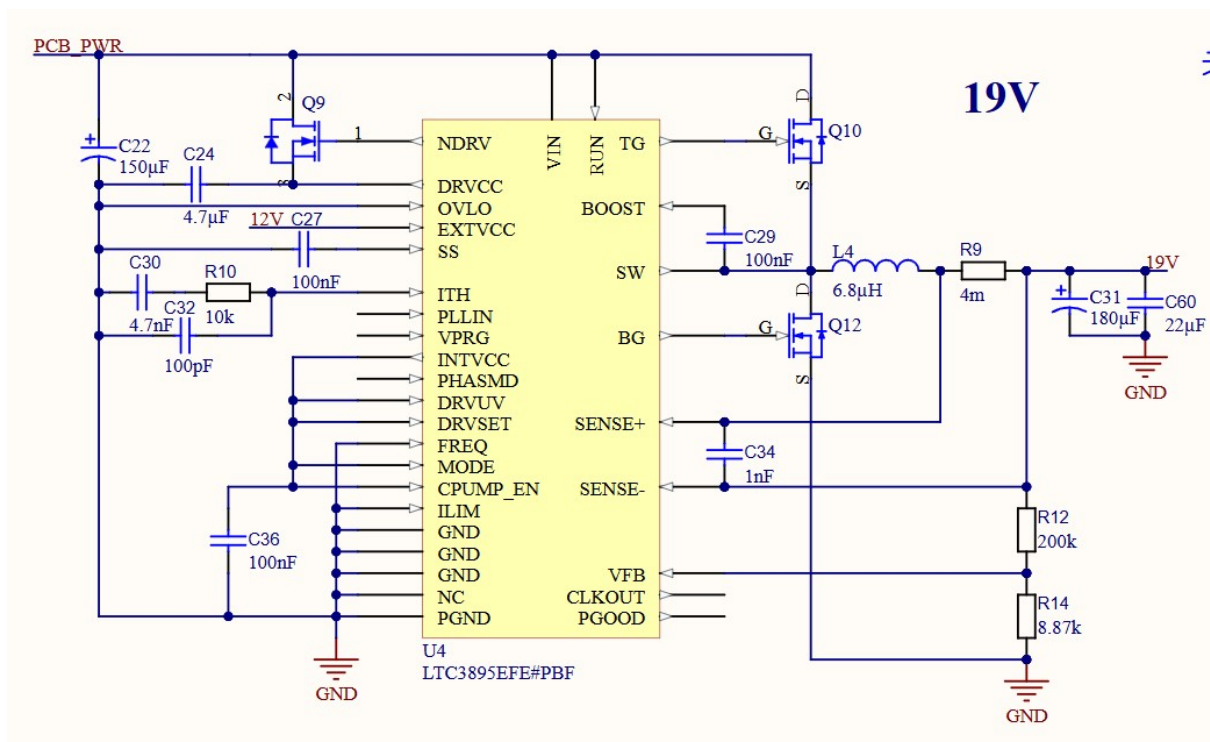 PCB_PWR
19V
2
Q9
1
C22
150µF
C24
4.7µF
12V
C27
100nF
C30
4.7nF
R10
10k
C32
100pF
C36
100nF
GND
NDRV
DRVCC
OVLO
EXTVCC
SS
ITH
PLLIN
VPRG
INTVCC
PHASMD
DRVUV
DRVSET
FREQ
MODE
CPUMP_EN
ILIM
GND
GND
GND
NC
PGND
VIN
RUN
TG
BOOST
SW
BG
SENSE+
SENSE-
VFB
CLKOUT
PGOOD
U4
LTC3895EFE#PBF
D
G
Q10
S
C29
100nF
L4
6.8µH
R9
4m
19V
D
G
Q12
S
C31
180µF
C60
22µF
GND
C34
1nF
R12
200k
R14
8.87k
GND